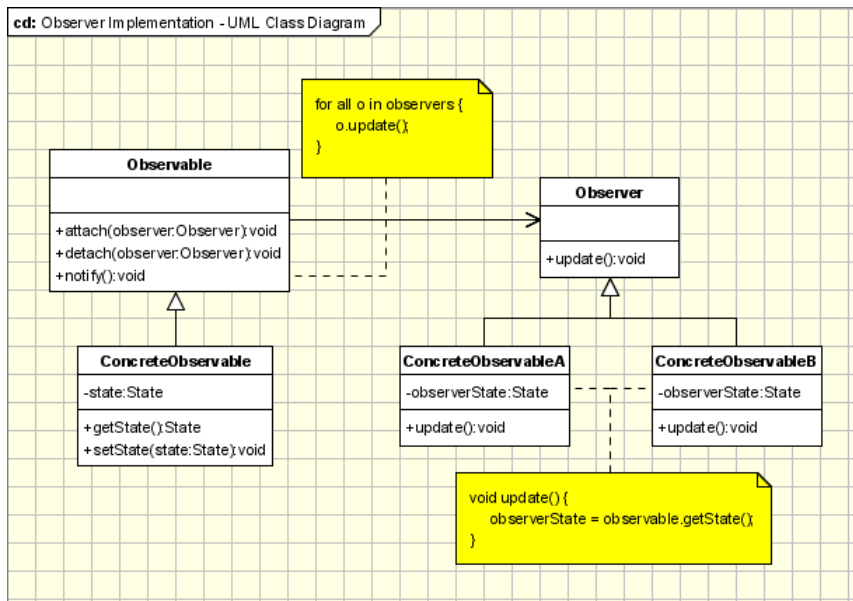 cd: Observer Implementation - UML Class Diagram
for all o in observers {
o.update();
}
Observable
+attach(observer:Observer):void
+detach(observer:Observer):void
+notify():void
Observer
+update():void
ConcreteObservable
-state:State
+getState():State
+setState(state:State):void
ConcreteObservableA
-observerState:State
+update():void
ConcreteObservableB
-observerState:State
+update():void
void update() {
observerState = observable.getState();
}